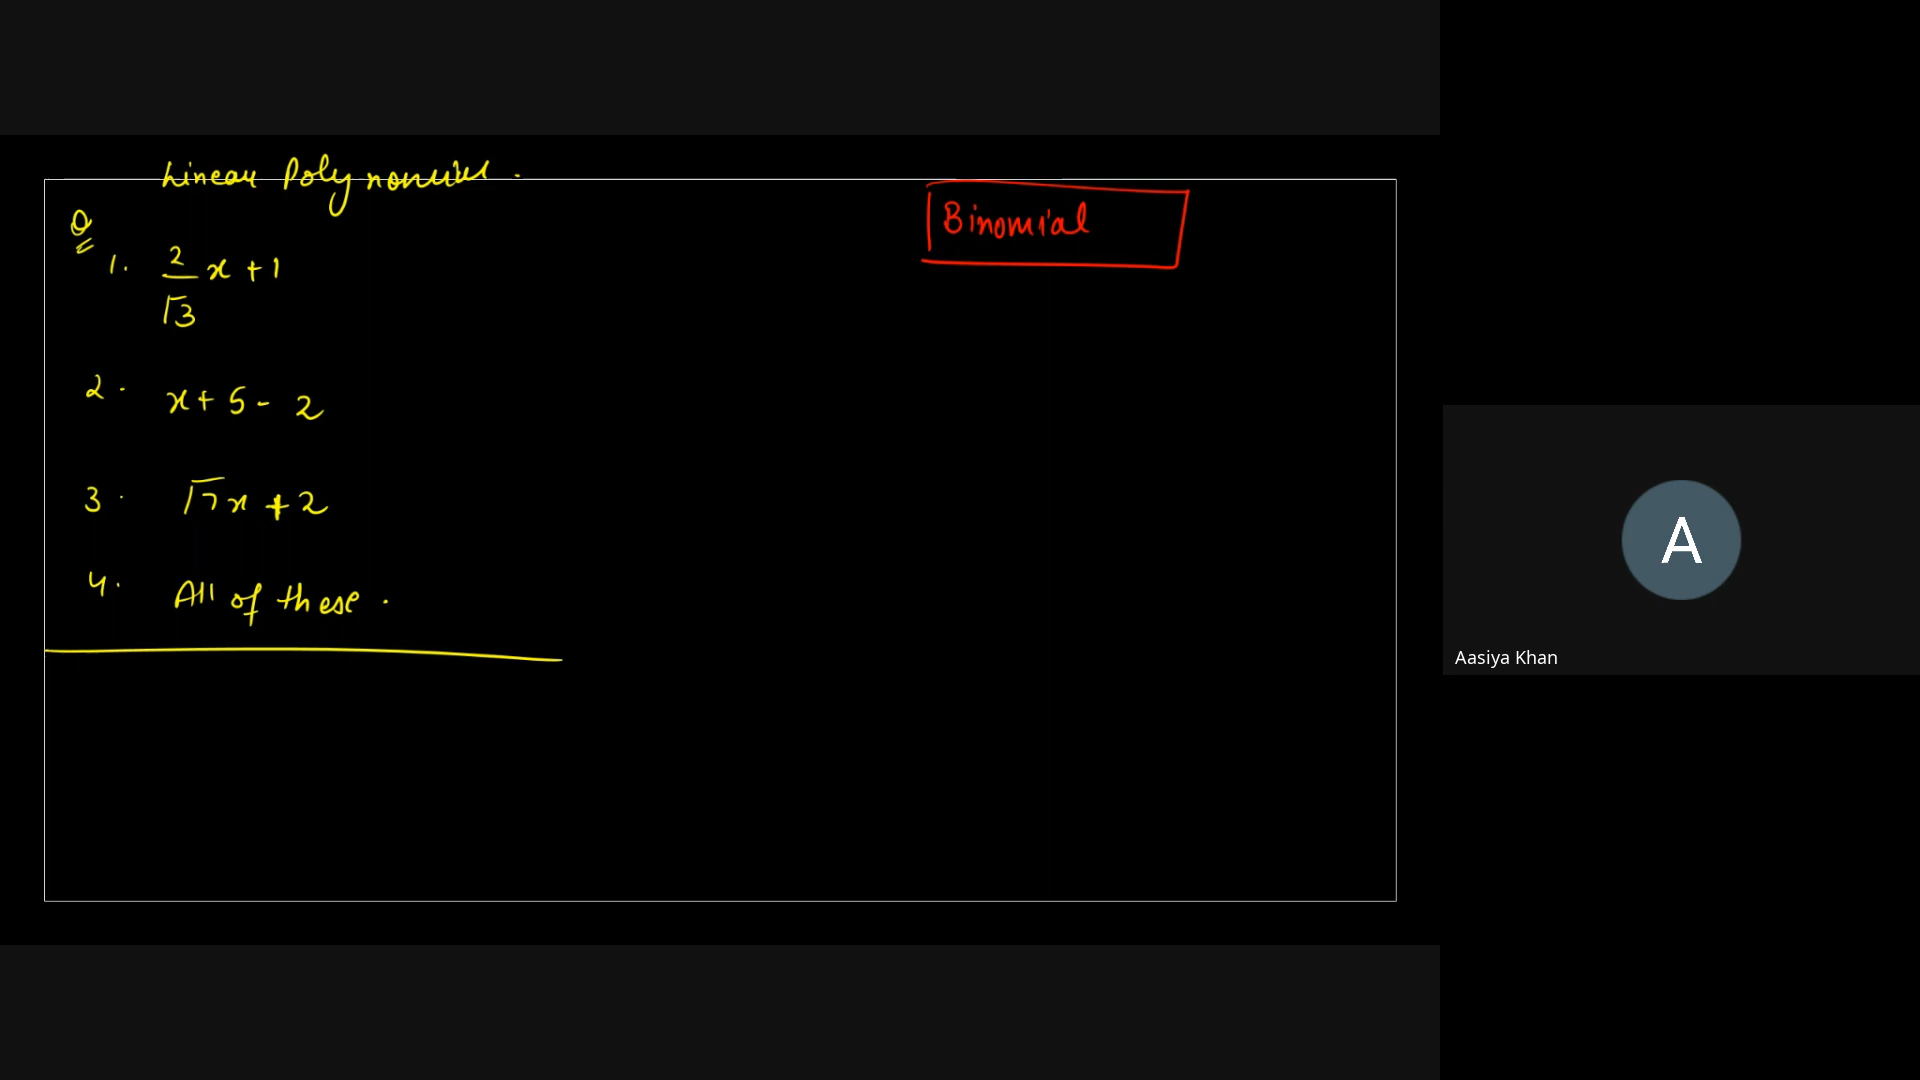 Linear Polynomial.
Binomial
Q
1. 2/√3 x + 1
2. x + 5 - 2
3. √7x + 2
4. All of these.
Aasiya Khan
A